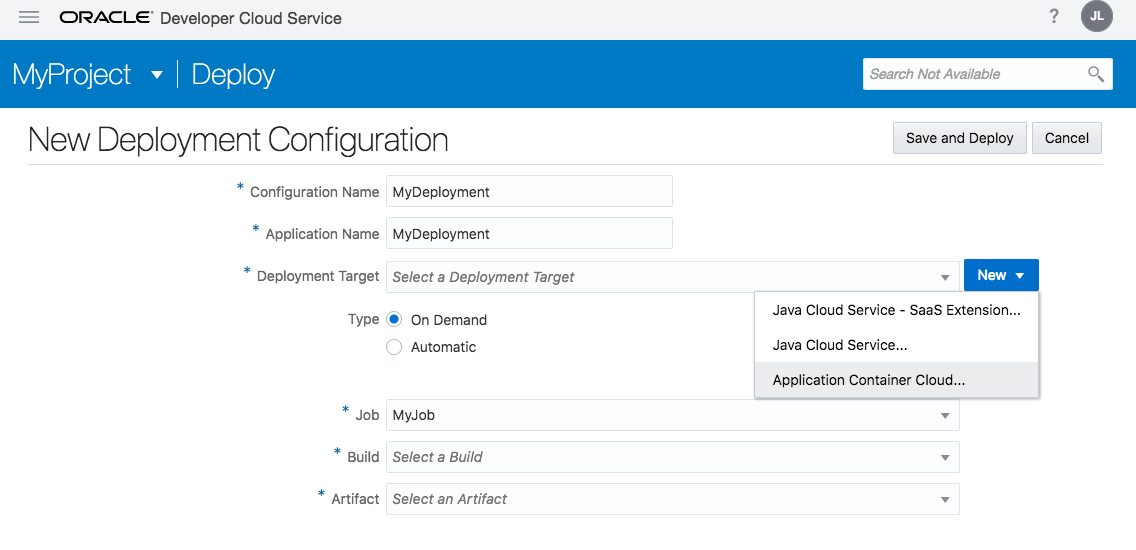 ORACLE® Developer Cloud Service ? JL
MyProject Deploy Search Not Available
New Deployment Configuration Save and Deploy Cancel
* Configuration Name MyDeployment
* Application Name MyDeployment
* Deployment Target Select a Deployment Target New
Java Cloud Service - SaaS Extension...
Type On Demand
Java Cloud Service...
Automatic
Application Container Cloud...
* Job MyJob
* Build Select a Build
* Artifact Select an Artifact